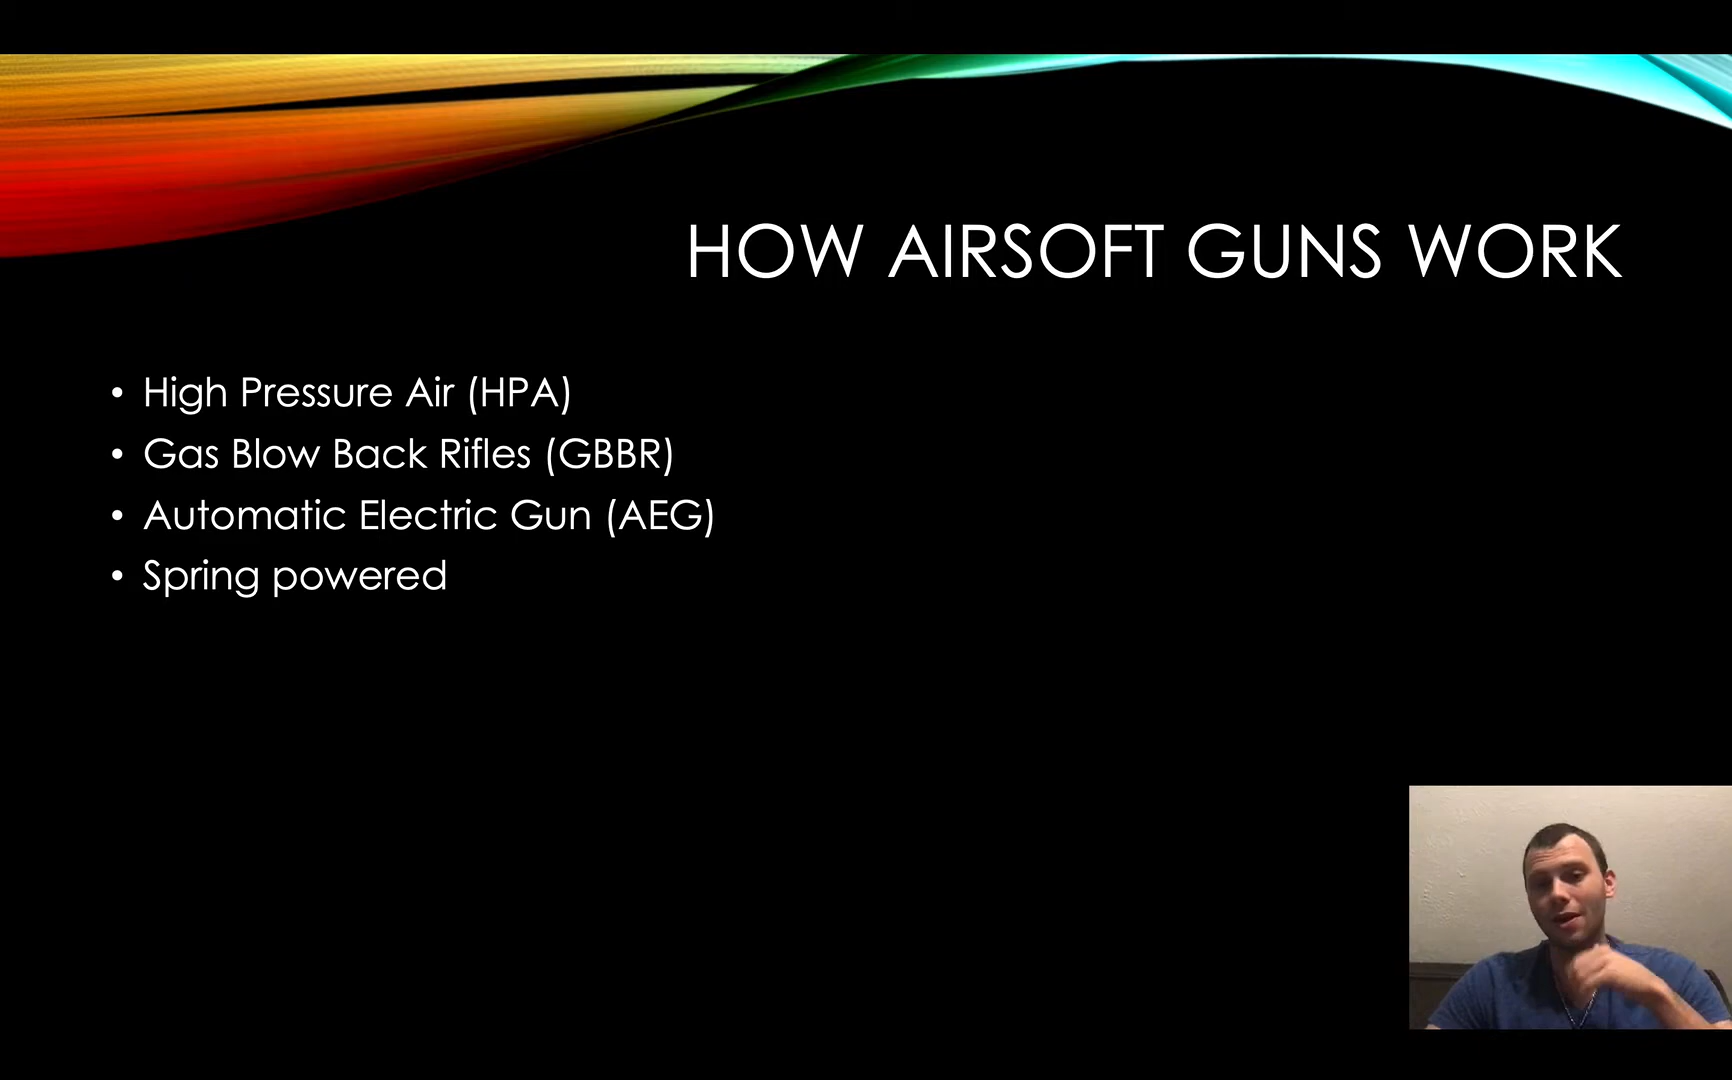 HOW AIRSOFT GUNS WORK
• High Pressure Air (HPA)
• Gas Blow Back Rifles (GBBR)
• Automatic Electric Gun (AEG)
• Spring powered